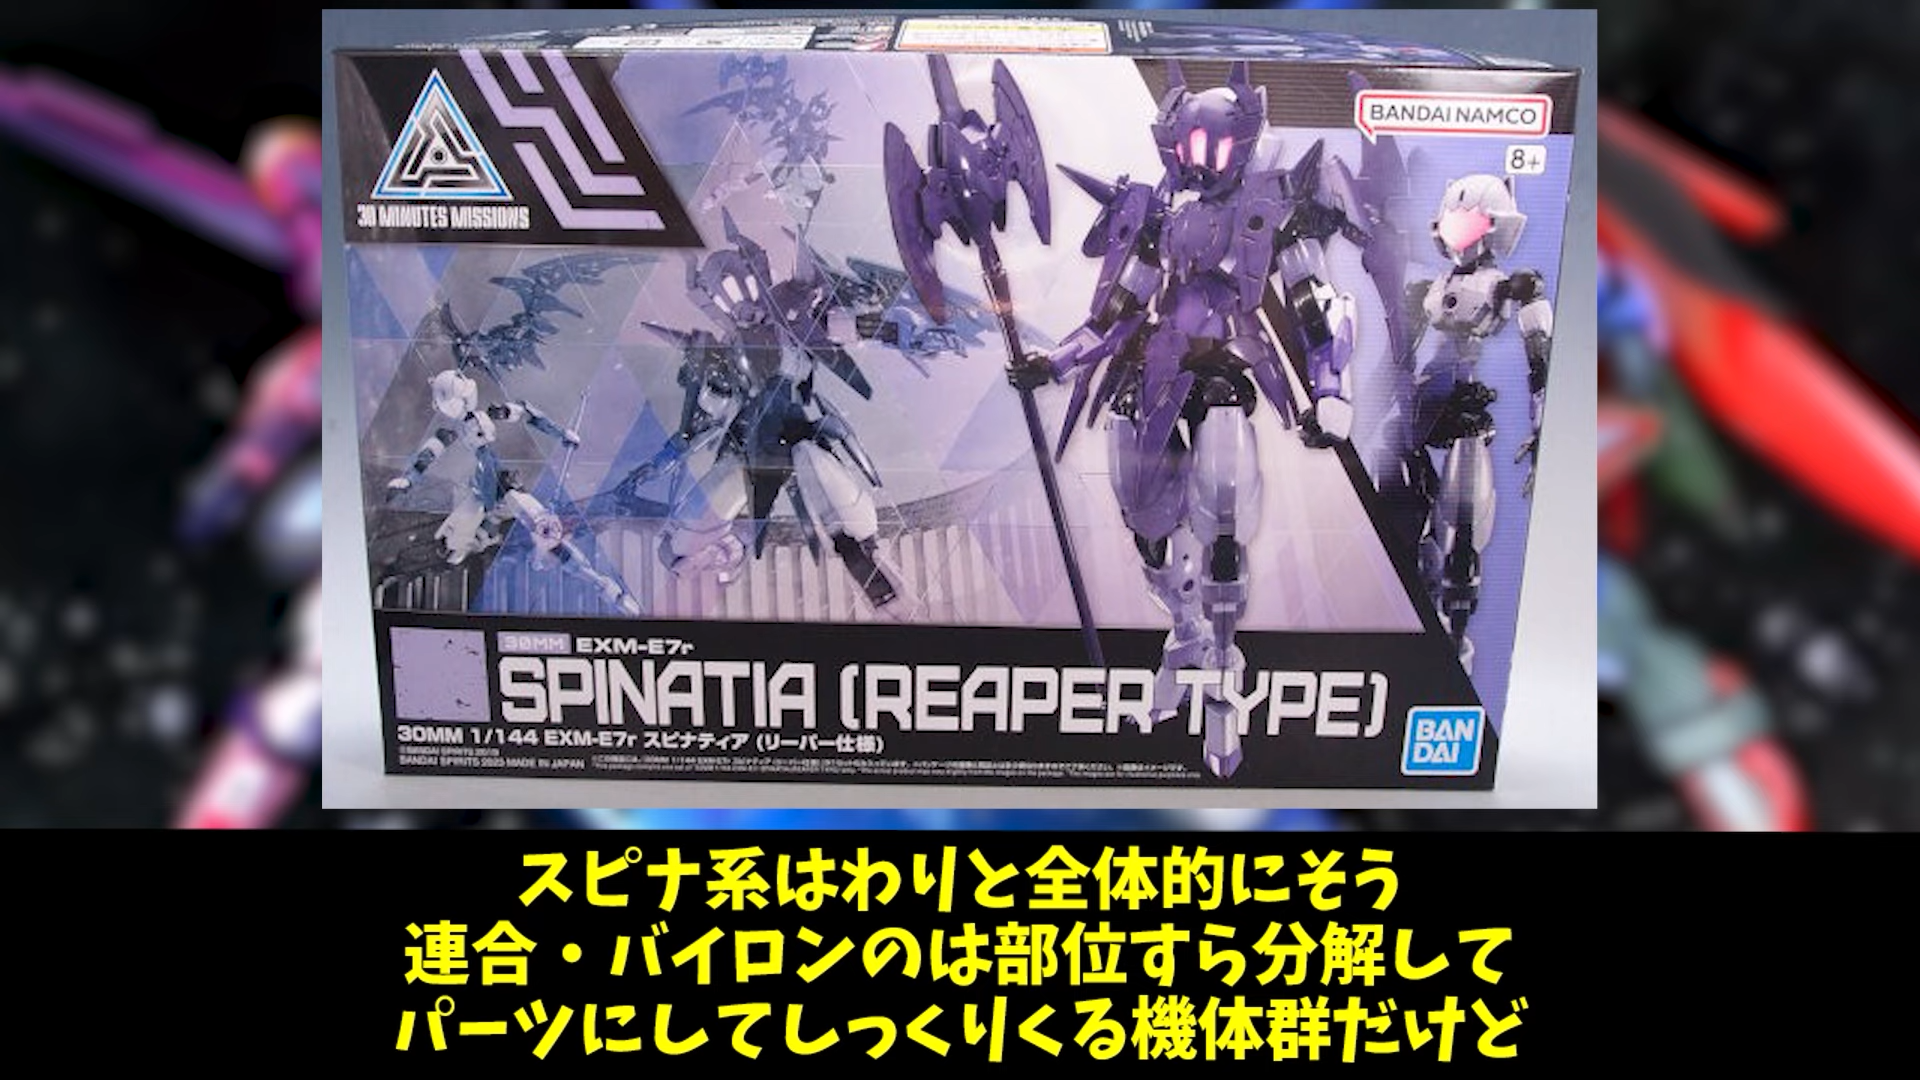 BANDAI NAMCO
8+
30 MINUTES MISSIONS
30MM EXM-E7r
SPINATIA (REAPER TYPE)
30MM 1/144 EXM-E7r スピナティア (リーパー仕様)
©BANDAI SPIRITS 2019
BANDAI SPIRITS 2023 MADE IN JAPAN
BAN
DAI
スピナ系はわりと全体的にそう
連合・バイロンのは部位すら分解して
パーツにしてしっくりくる機体群だけど